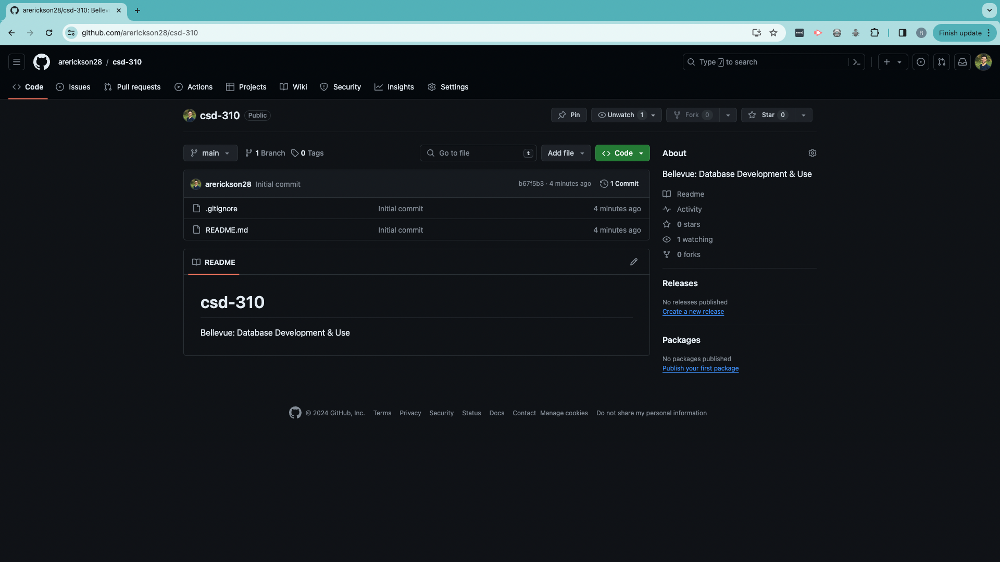 arerickson28/csd-310: Bellev
github.com/arerickson28/csd-310
R
Finish update
arerickson28 / csd-310
Type / to search
Code Issues Pull requests Actions Projects Wiki Security Insights Settings
csd-310 Public
Pin Unwatch 1 Fork 0 Star 0
main 1 Branch 0 Tags Go to file t Add file Code
arerickson28 Initial commit b67f5b3 · 4 minutes ago 1 Commit
.gitignore Initial commit 4 minutes ago
README.md Initial commit 4 minutes ago
README
csd-310
Bellevue: Database Development & Use
About
Bellevue: Database Development & Use
Readme
Activity
0 stars
1 watching
0 forks
Releases
No releases published
Create a new release
Packages
No packages published
Publish your first package
© 2024 GitHub, Inc. Terms Privacy Security Status Docs Contact Manage cookies Do not share my personal information